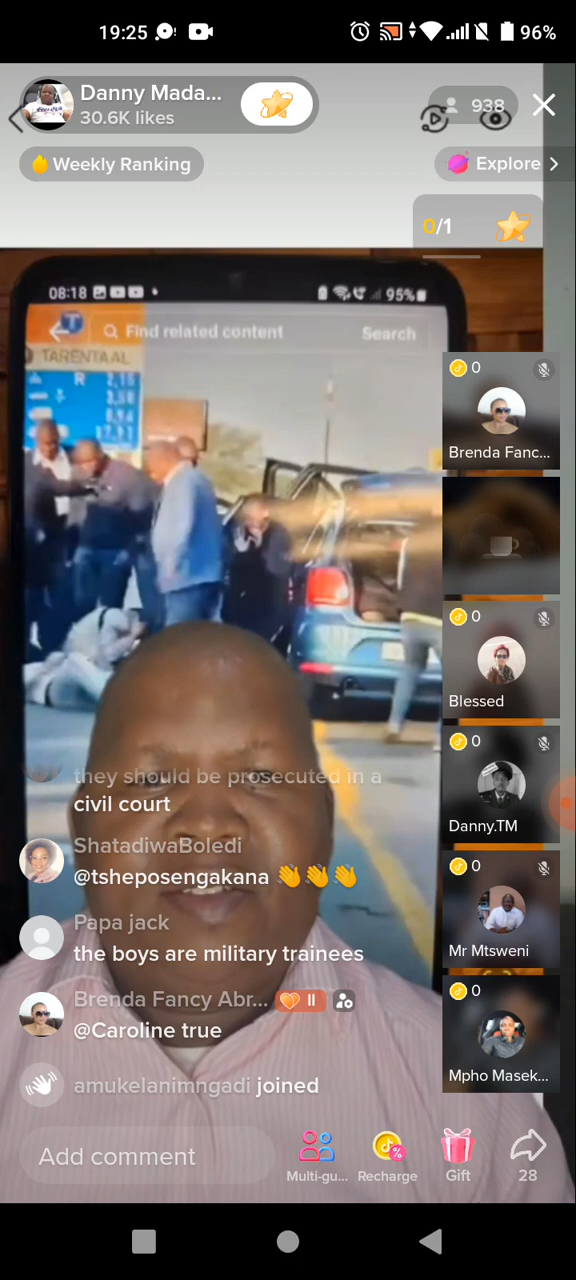 19:25
96%
Danny Mada...
30.6K likes
938
Weekly Ranking
Explore
0/1
08:18
95%
Find related content
Search
TARENTAAL
R
0
Brenda Fanc...
0
Blessed
0
Danny.TM
0
Mr Mtsweni
0
Mpho Masek...
they should be prosecuted in a
civil court
ShatadiwaBoledi
@tsheposengakana 👋👋👋
Papa jack
the boys are military trainees
Brenda Fancy Abr... II
@Caroline true
amukelanimngadi joined
Add comment
Multi-gu...
Recharge
Gift
28